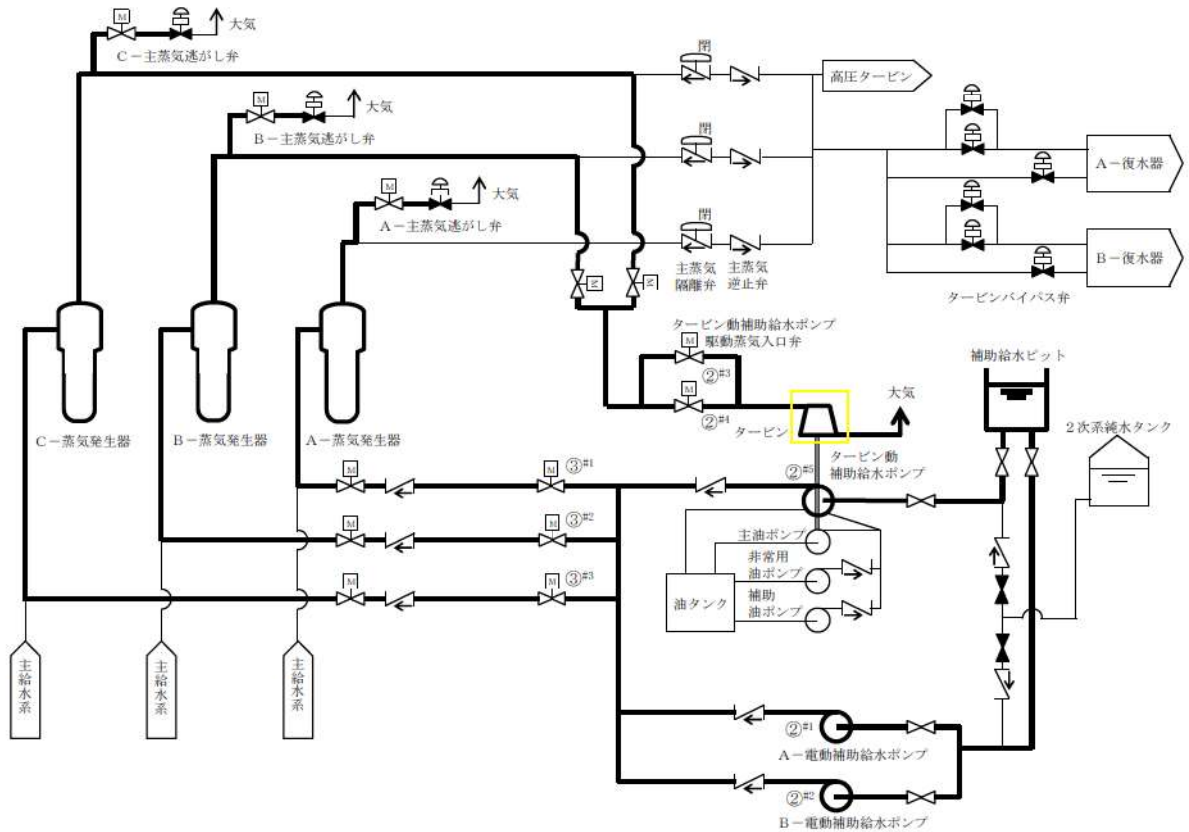 M
大気
C－主蒸気逃がし弁
閉
高圧タービン
M
大気
B－主蒸気逃がし弁
閉
A－復水器
M
大気
A－主蒸気逃がし弁
閉
主蒸気
隔離弁
主蒸気
逆止弁
B－復水器
タービンバイパス弁
M
M
タービン動補助給水ポンプ
駆動蒸気入口弁
M
②#3
M
②#4
タービン
大気
補助給水ピット
2次系純水タンク
C－蒸気発生器
B－蒸気発生器
A－蒸気発生器
タービン動
補助給水ポンプ
②#5
M
M
③#1
M
M
③#2
M
M
③#3
主油ポンプ
非常用
油ポンプ
補助
油ポンプ
油タンク
主給水系
主給水系
主給水系
②#1
A－電動補助給水ポンプ
②#2
B－電動補助給水ポンプ